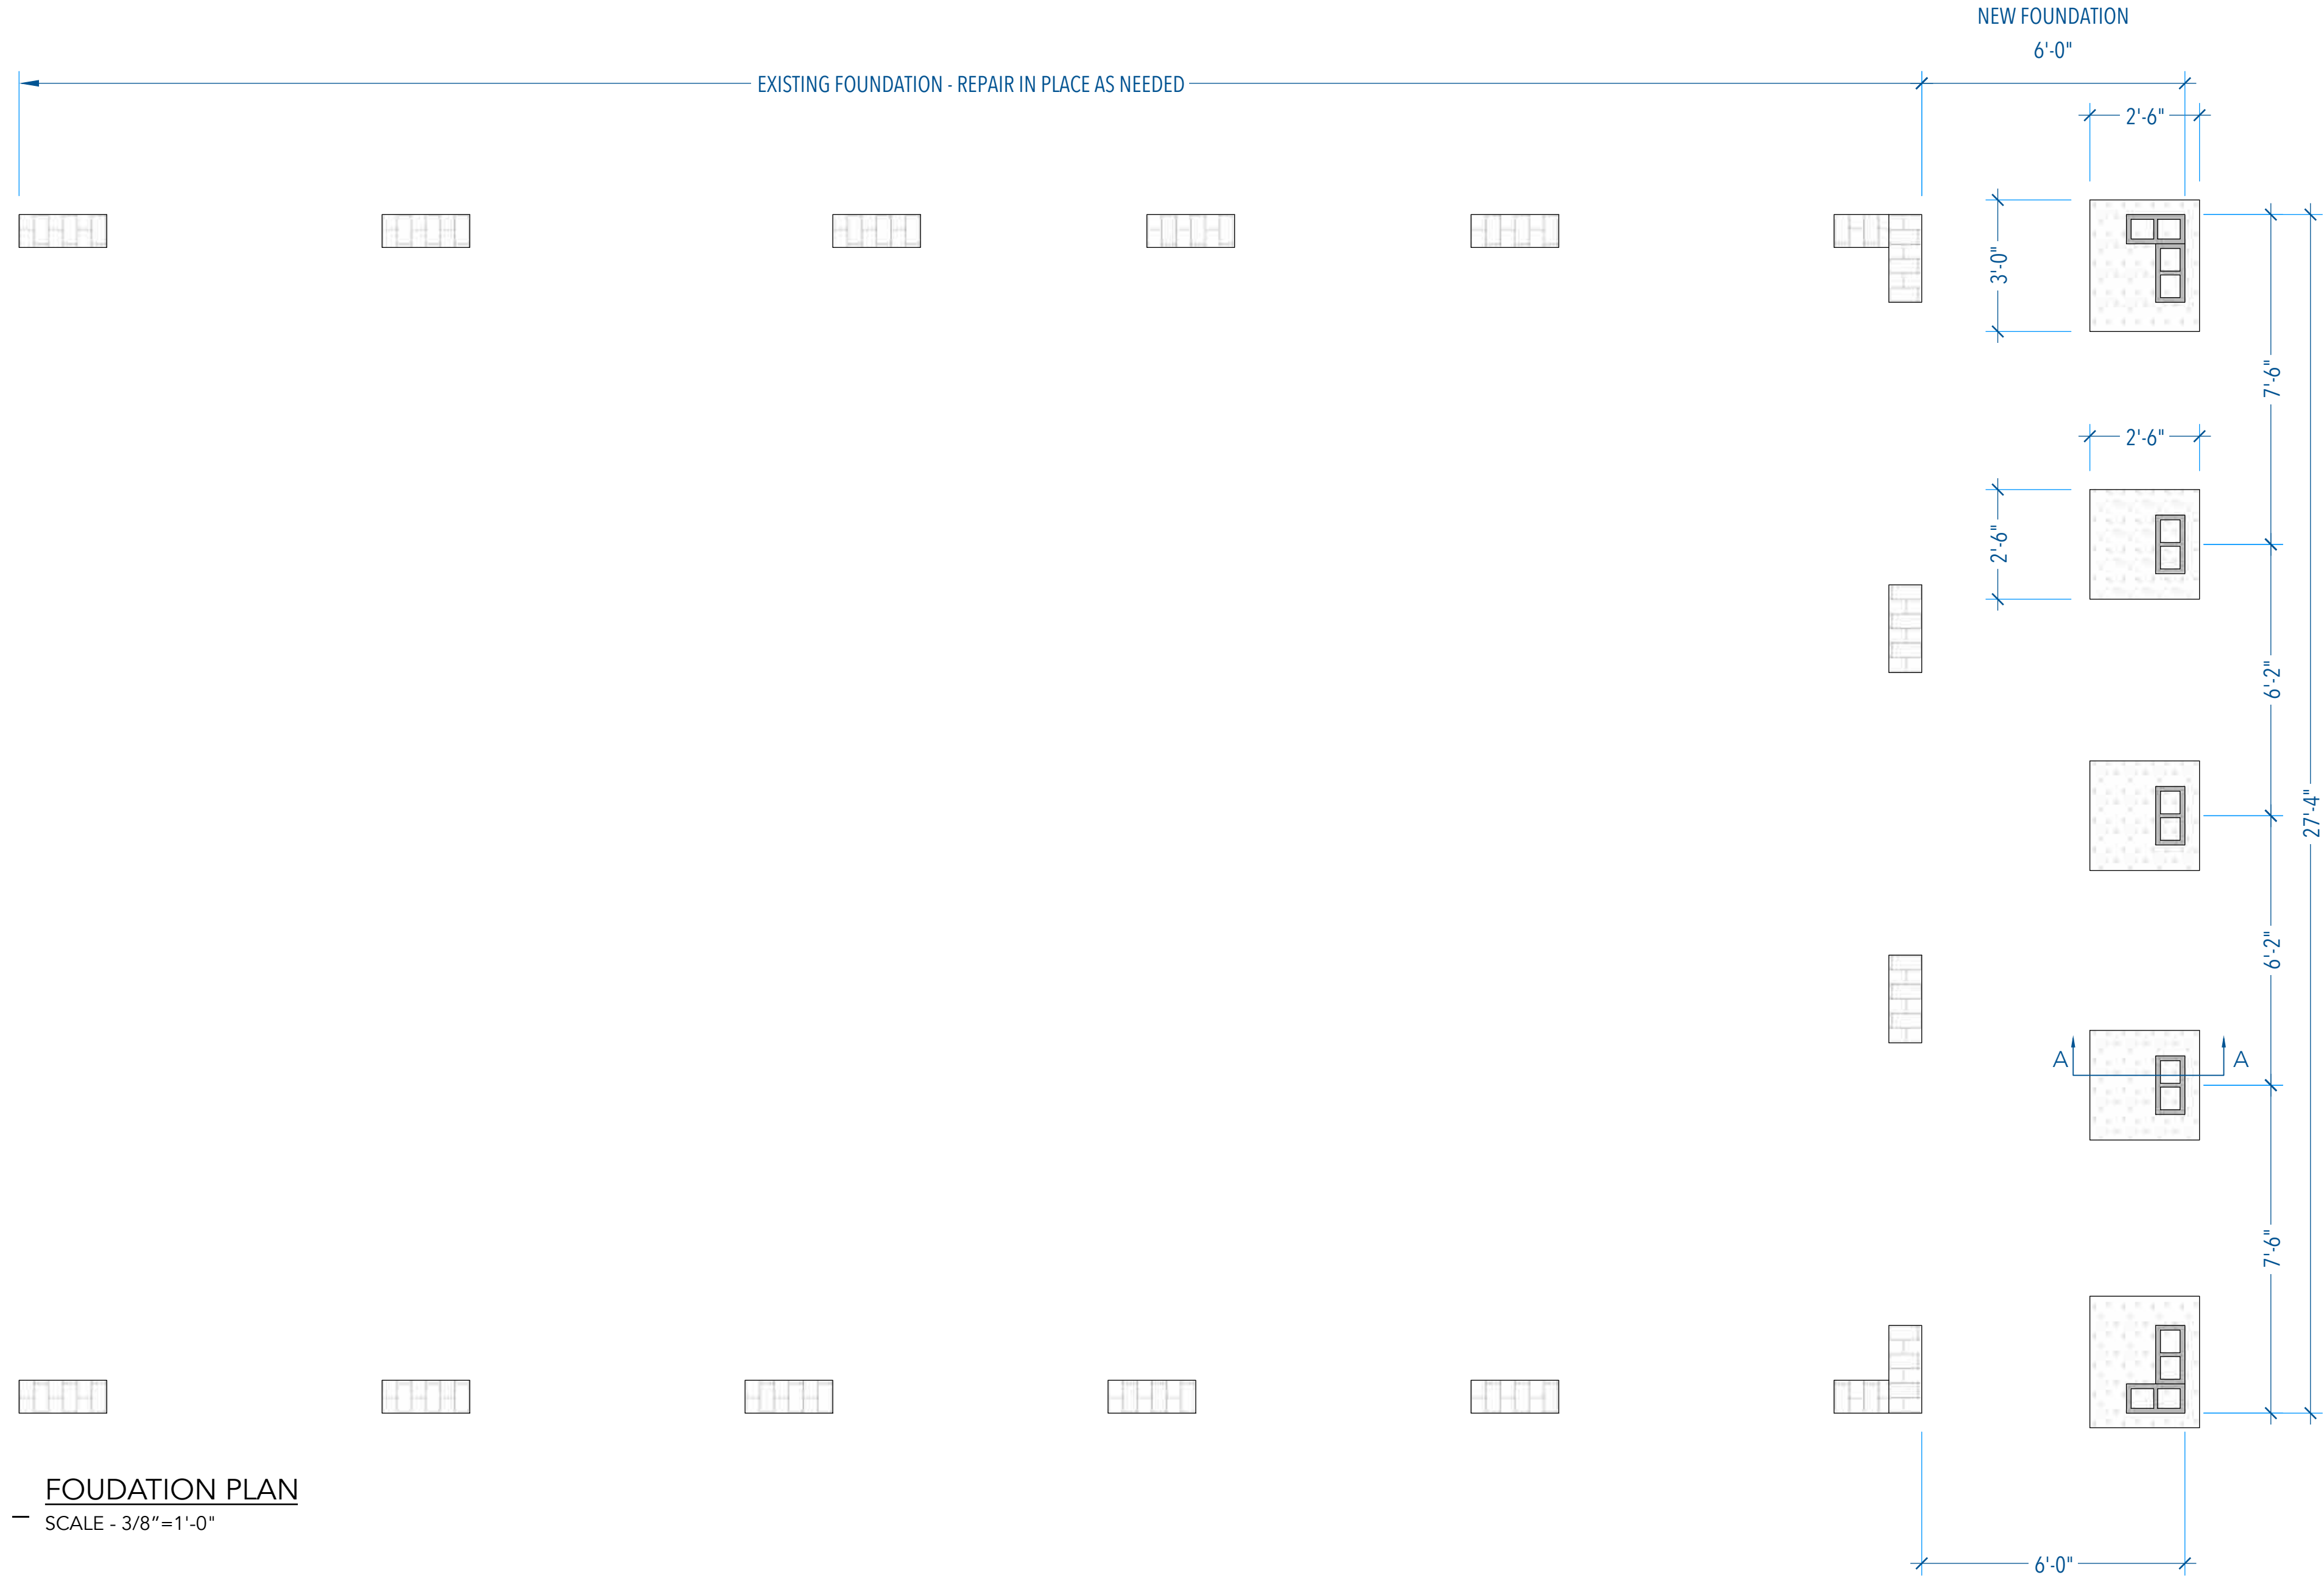 NEW FOUNDATION
6'-0"
EXISTING FOUNDATION - REPAIR IN PLACE AS NEEDED
2'-6"
3'-0"
7'-6"
2'-6"
2'-6"
6'-2"
27'-4"
6'-2"
A
A
7'-6"
FOUDATION PLAN
SCALE - 3/8"=1'-0"
6'-0"